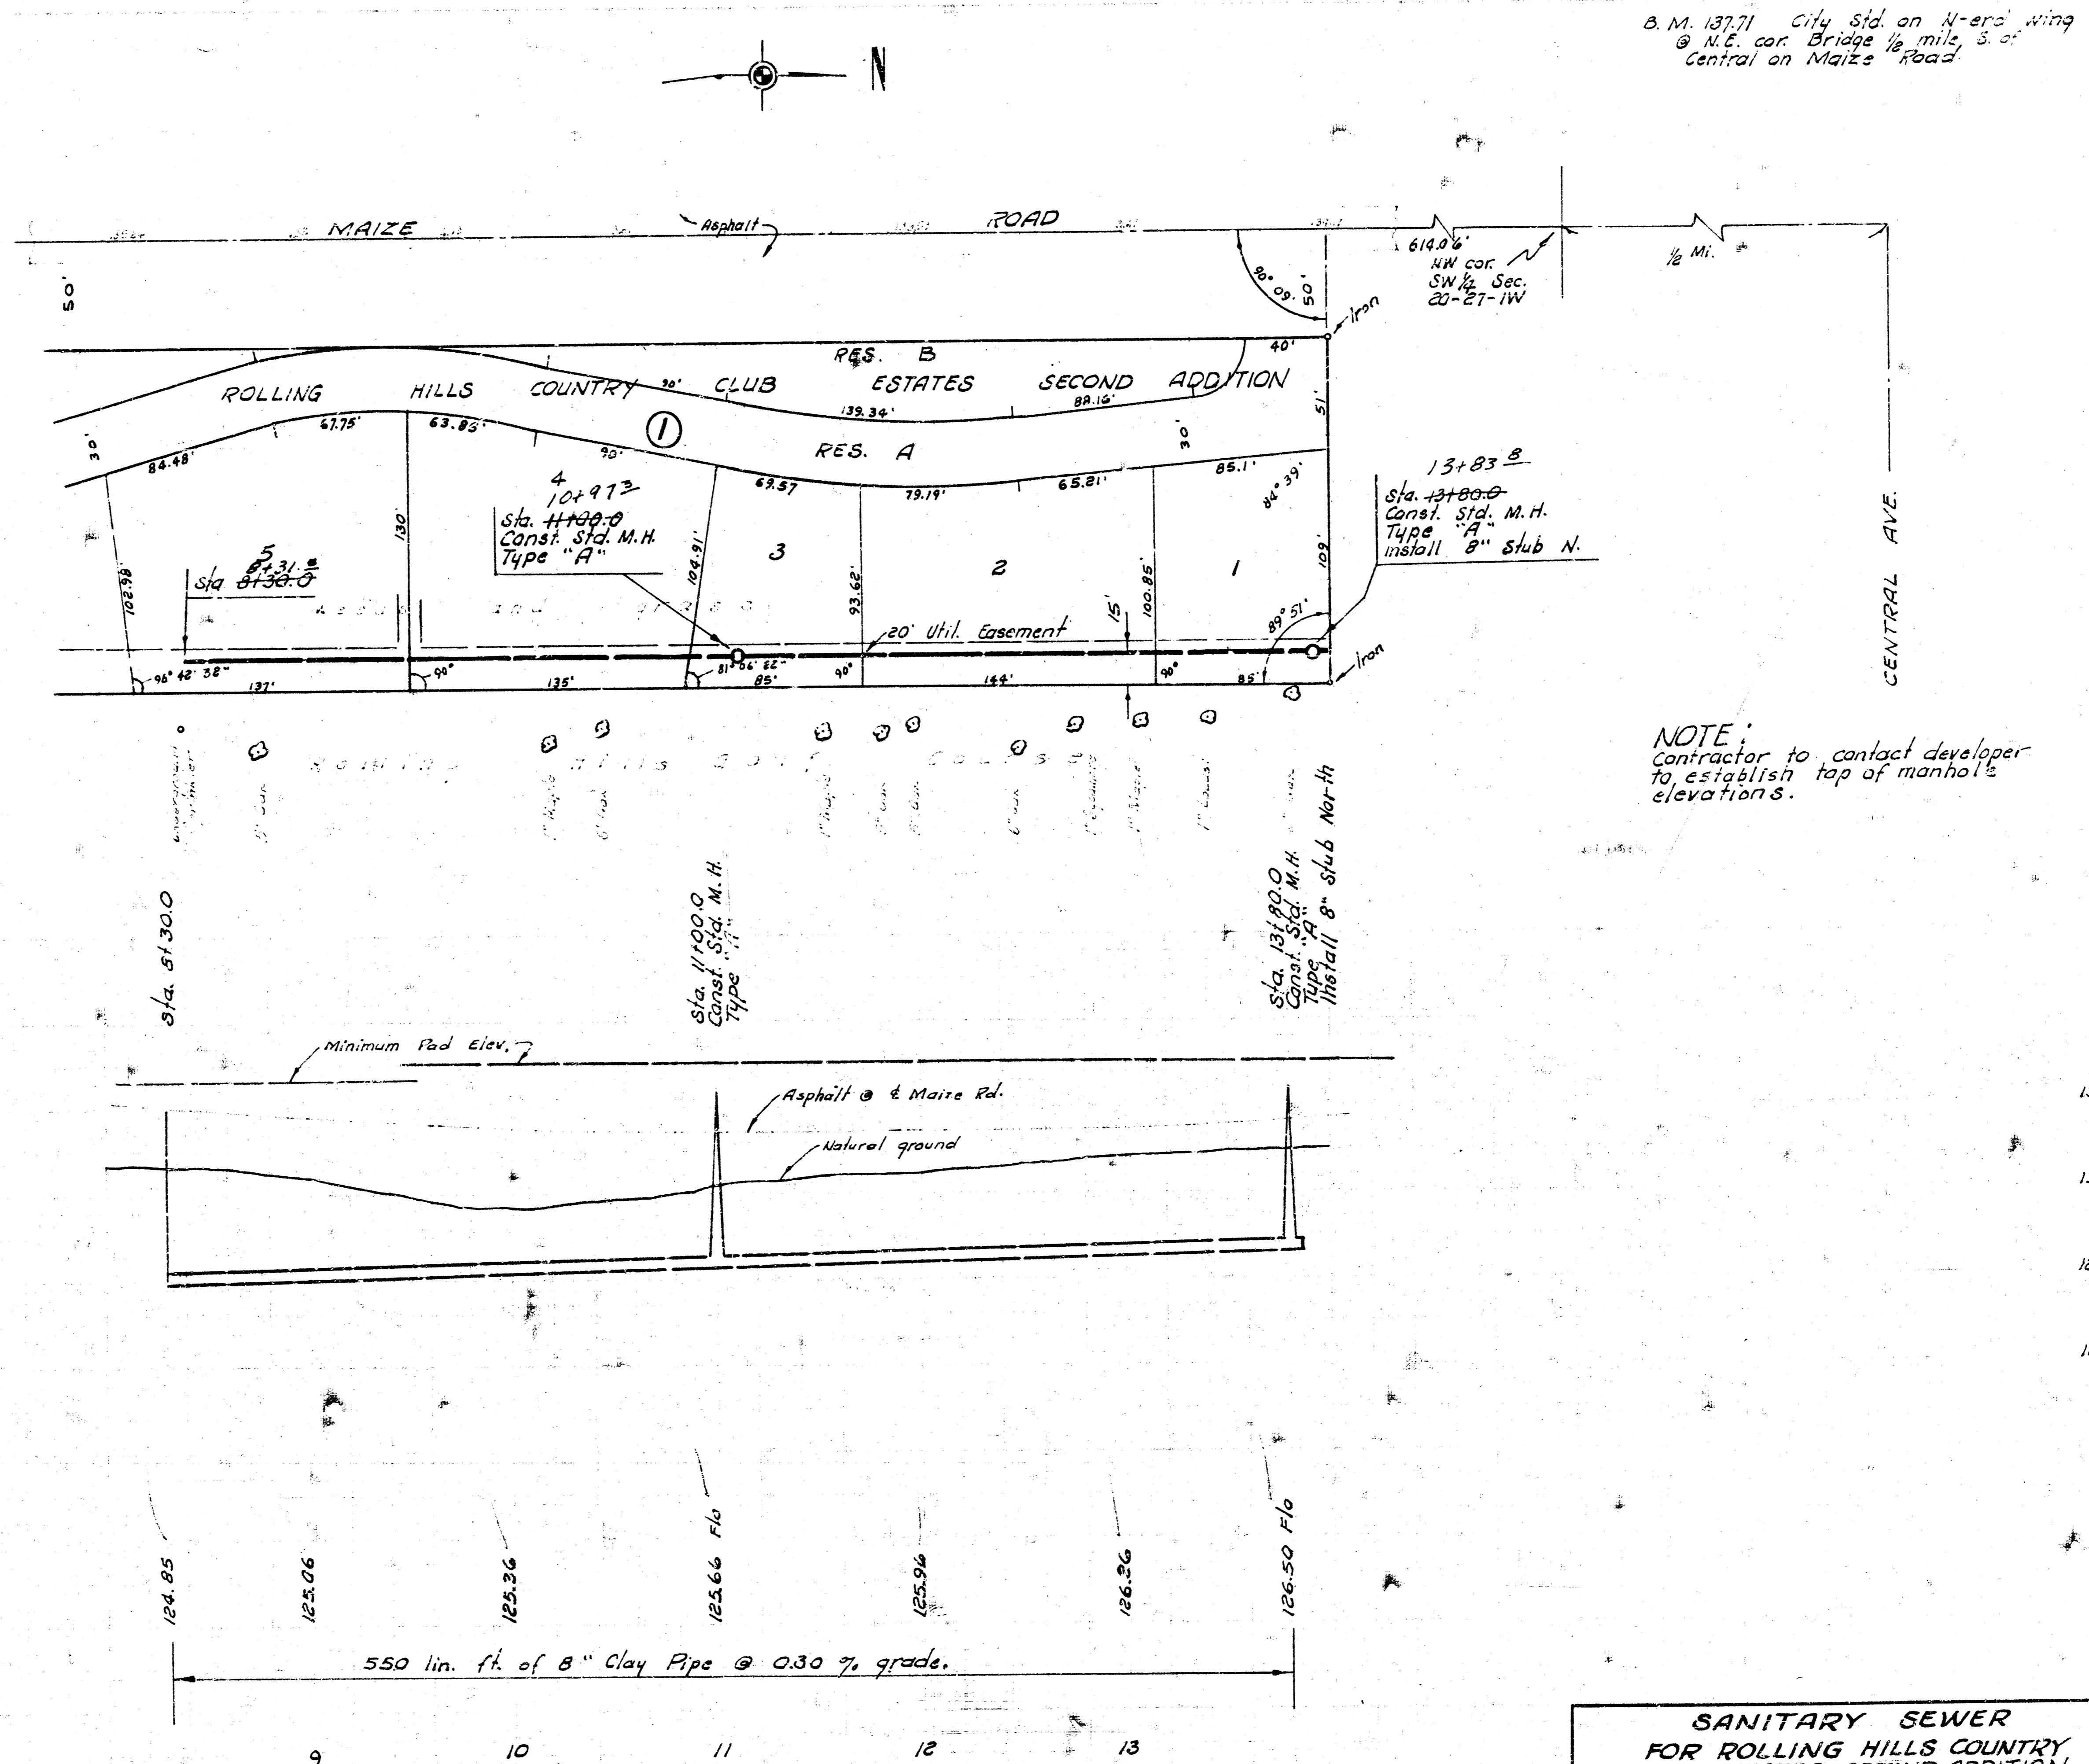 B. M. 137.71 City Std. on N-end wing
@ N.E. cor. Bridge 1/2 mile S. of
Central on Maize Road
N
MAIZE
Asphalt
ROAD
50'
90° 09'
50'
614.06'
NW cor.
SW 1/4 Sec.
20-27-1W
1/2 Mi.
Iron
RES. B
40'
ROLLING HILLS COUNTRY 90' CLUB ESTATES SECOND ADDITION
139.34'
88.16'
51'
30'
84.48'
67.75'
63.83'
1
90'
RES. A
30'
69.57
79.19'
65.21'
85.1'
84° 39'
13+83 8
Sta. 13+80.0
Const. Std. M.H.
Type "A"
Install 8" Stub N.
4
10+97 3
Sta. 11+00.0
Const. Std. M.H.
Type "A"
5
8+31.8
Sta 8+30.0
102.98'
130'
104.91'
3
93.62'
2
100.85'
1
109'
15'
20' Util. Easement
89° 51'
Iron
96° 42' 38"
137'
90°
135'
85'
90°
144'
90°
85'
CENTRAL AVE.
Rolling Hills Golf Course
NOTE:
Contractor to contact developer
to establish top of manhole
elevations.
Sta. 8+30.0
Sta. 11+00.0
Const. Std. M.H.
Type "A"
Sta. 13+80.0
Const. Std. M.H.
Type "A"
Install 8" Stub North
Minimum Pad Elev.
Asphalt @ ℄ Maize Rd.
Natural ground
124.85
125.06
125.36
125.66 Flo
125.96
126.26
126.50 Flo
550 lin. ft. of 8" Clay Pipe @ 0.30 % grade.
9 10 11 12 13
SANITARY SEWER
FOR ROLLING HILLS COUNTRY